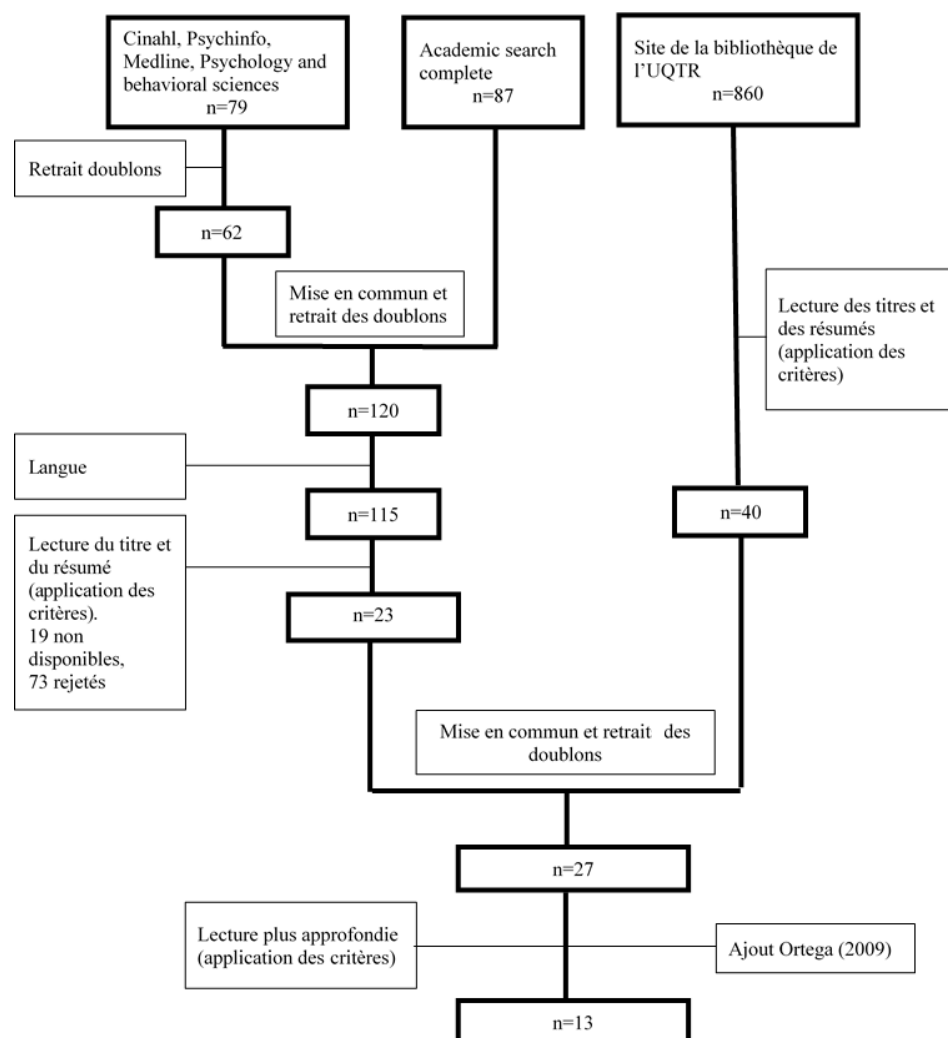 Cinahl, Psychinfo,
Medline, Psychology and
behavioral sciences
n=79
Academic search
complete
n=87
Site de la bibliothèque de
l'UQTR
n=860
Retrait doublons
n=62
Mise en commun et
retrait des doublons
Lecture des titres et
des résumés
(application des
critères)
n=120
Langue
n=115
n=40
Lecture du titre et
du résumé
(application des
critères).
19 non
disponibles,
73 rejetés
n=23
Mise en commun et retrait des
doublons
n=27
Lecture plus approfondie
(application des critères)
Ajout Ortega (2009)
n=13